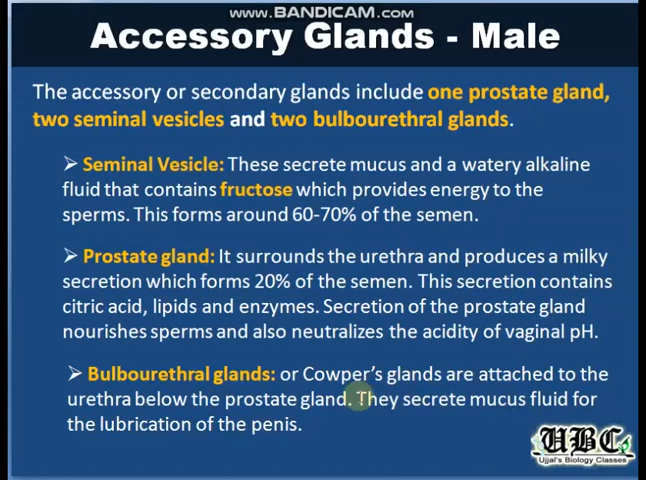 www.BANDICAM.com
Accessory Glands - Male
The accessory or secondary glands include one prostate gland,
two seminal vesicles and two bulbourethral glands.
➢ Seminal Vesicle: These secrete mucus and a watery alkaline
fluid that contains fructose which provides energy to the
sperms. This forms around 60-70% of the semen.
➢ Prostate gland: It surrounds the urethra and produces a milky
secretion which forms 20% of the semen. This secretion contains
citric acid, lipids and enzymes. Secretion of the prostate gland
nourishes sperms and also neutralizes the acidity of vaginal pH.
➢ Bulbourethral glands: or Cowper's glands are attached to the
urethra below the prostate gland. They secrete mucus fluid for
the lubrication of the penis.
UBC
Ujjal's Biology Classes